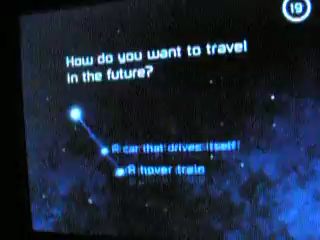 19
How do you want to travel
in the future?
A car that drives itself!
A hover train